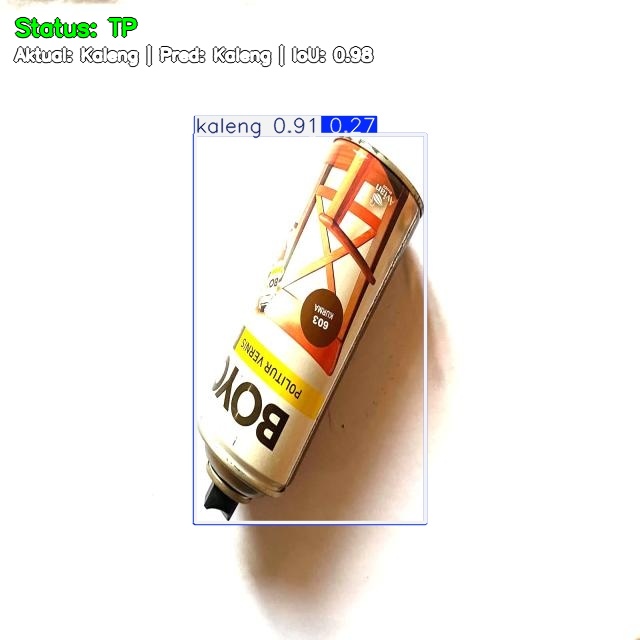 Status: TP
Aktual: Kaleng | Pred: Kaleng | IoU: 0.98
kaleng 0.91 0.27
Avian
603
KURMA
POLITUR VERNIS
BOYO